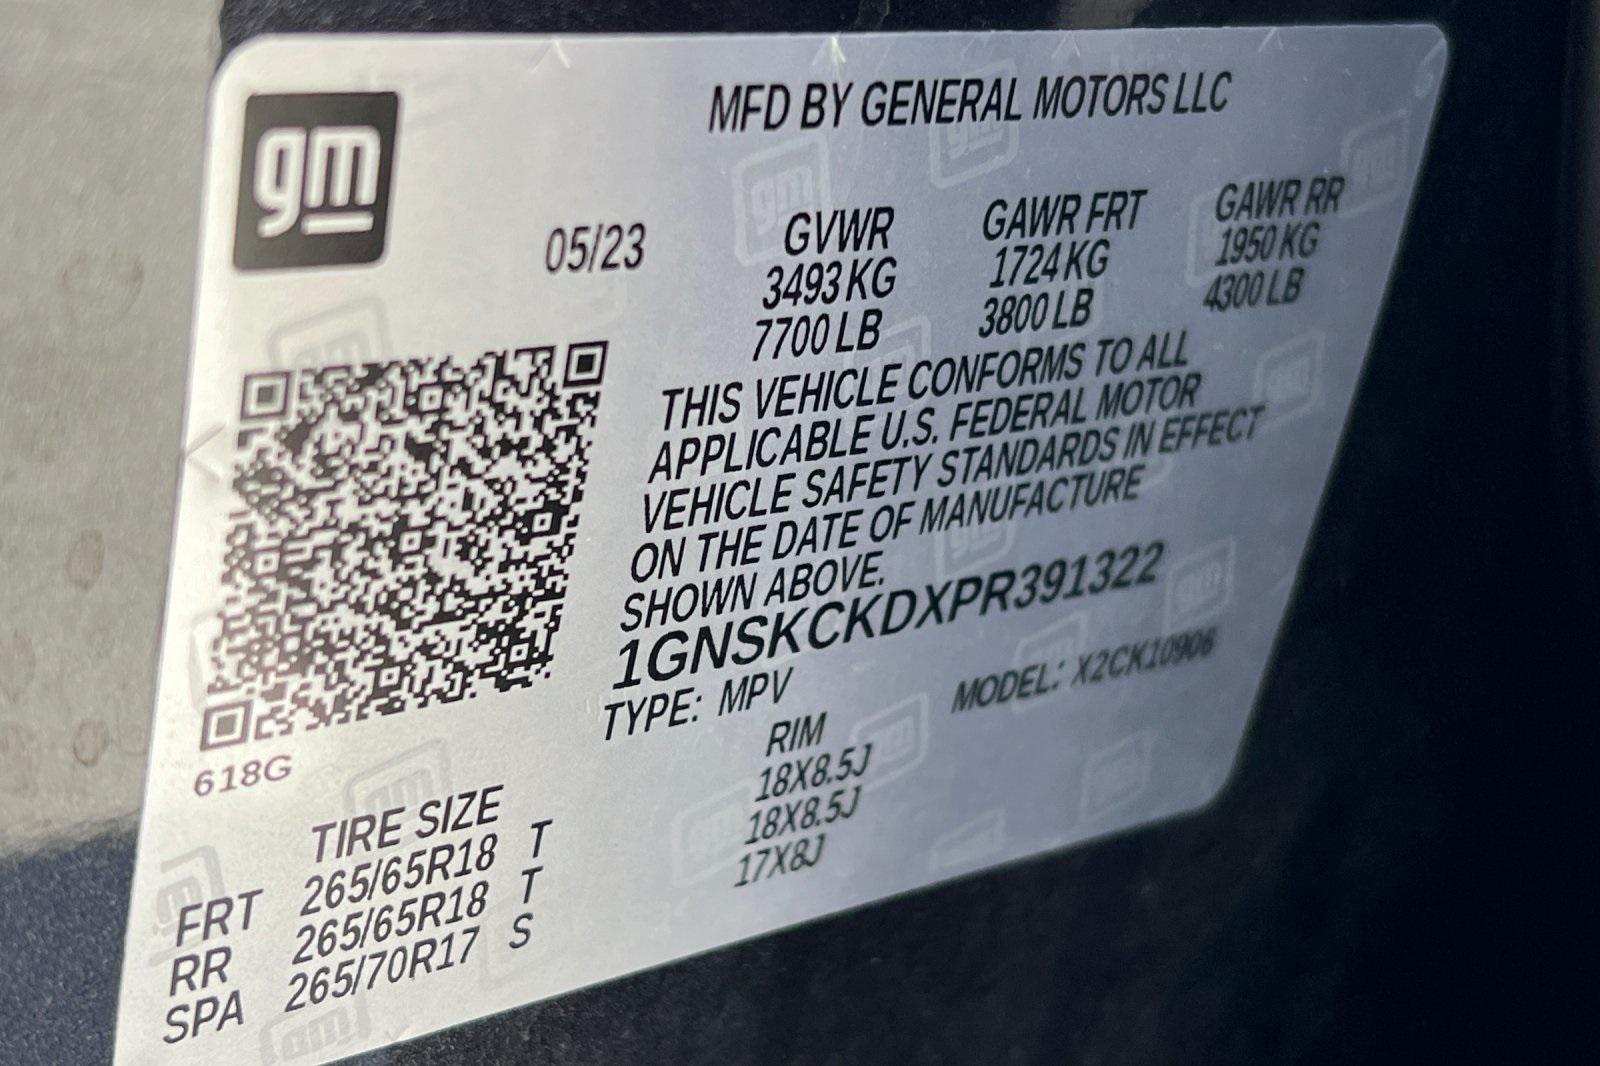 gm
MFD BY GENERAL MOTORS LLC
05/23
GVWR GAWR FRT GAWR RR
3493 KG 1724 KG 1950 KG
7700 LB 3800 LB 4300 LB
THIS VEHICLE CONFORMS TO ALL
APPLICABLE U.S. FEDERAL MOTOR
VEHICLE SAFETY STANDARDS IN EFFECT
ON THE DATE OF MANUFACTURE
SHOWN ABOVE.
1GNSKCKDXPR391322
TYPE: MPV MODEL: X2CK10906
618G
TIRE SIZE RIM
FRT 265/65R18 T 18X8.5J
RR 265/65R18 T 18X8.5J
SPA 265/70R17 S 17X8J